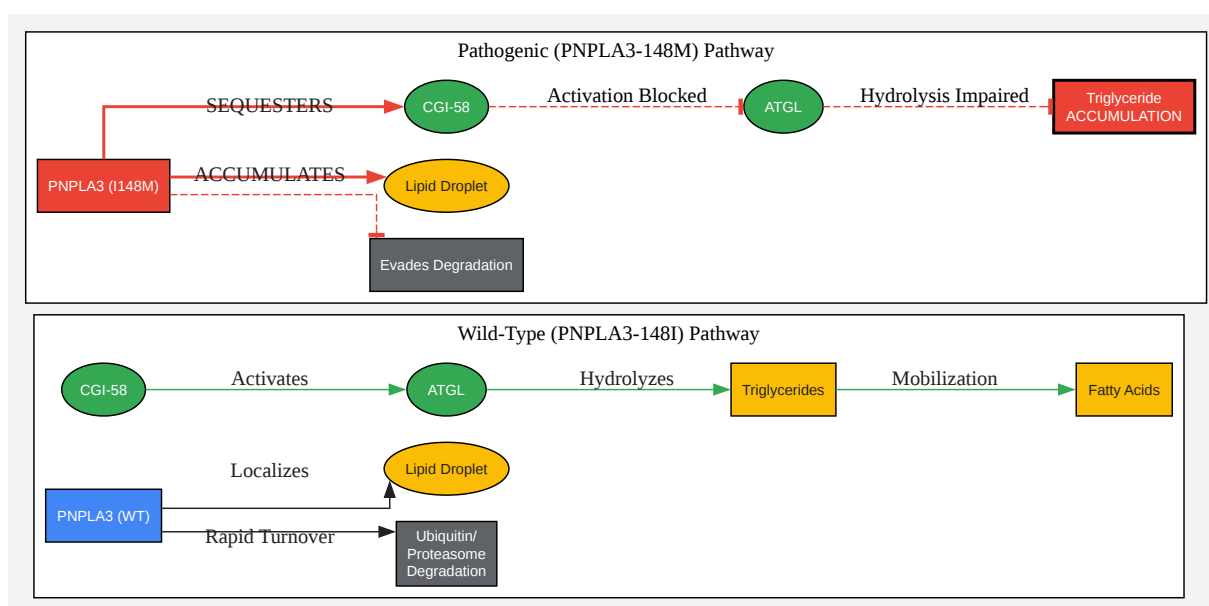 Pathogenic (PNPLA3-148M) Pathway
SEQUESTERS
CGI-58
Activation Blocked
ATGL
Hydrolysis Impaired
Triglyceride
ACCUMULATION
PNPLA3 (I148M)
ACCUMULATES
Lipid Droplet
Evades Degradation
Wild-Type (PNPLA3-148I) Pathway
CGI-58
Activates
ATGL
Hydrolyzes
Triglycerides
Mobilization
Fatty Acids
Localizes
Lipid Droplet
PNPLA3 (WT)
Rapid Turnover
Ubiquitin/
Proteasome
Degradation